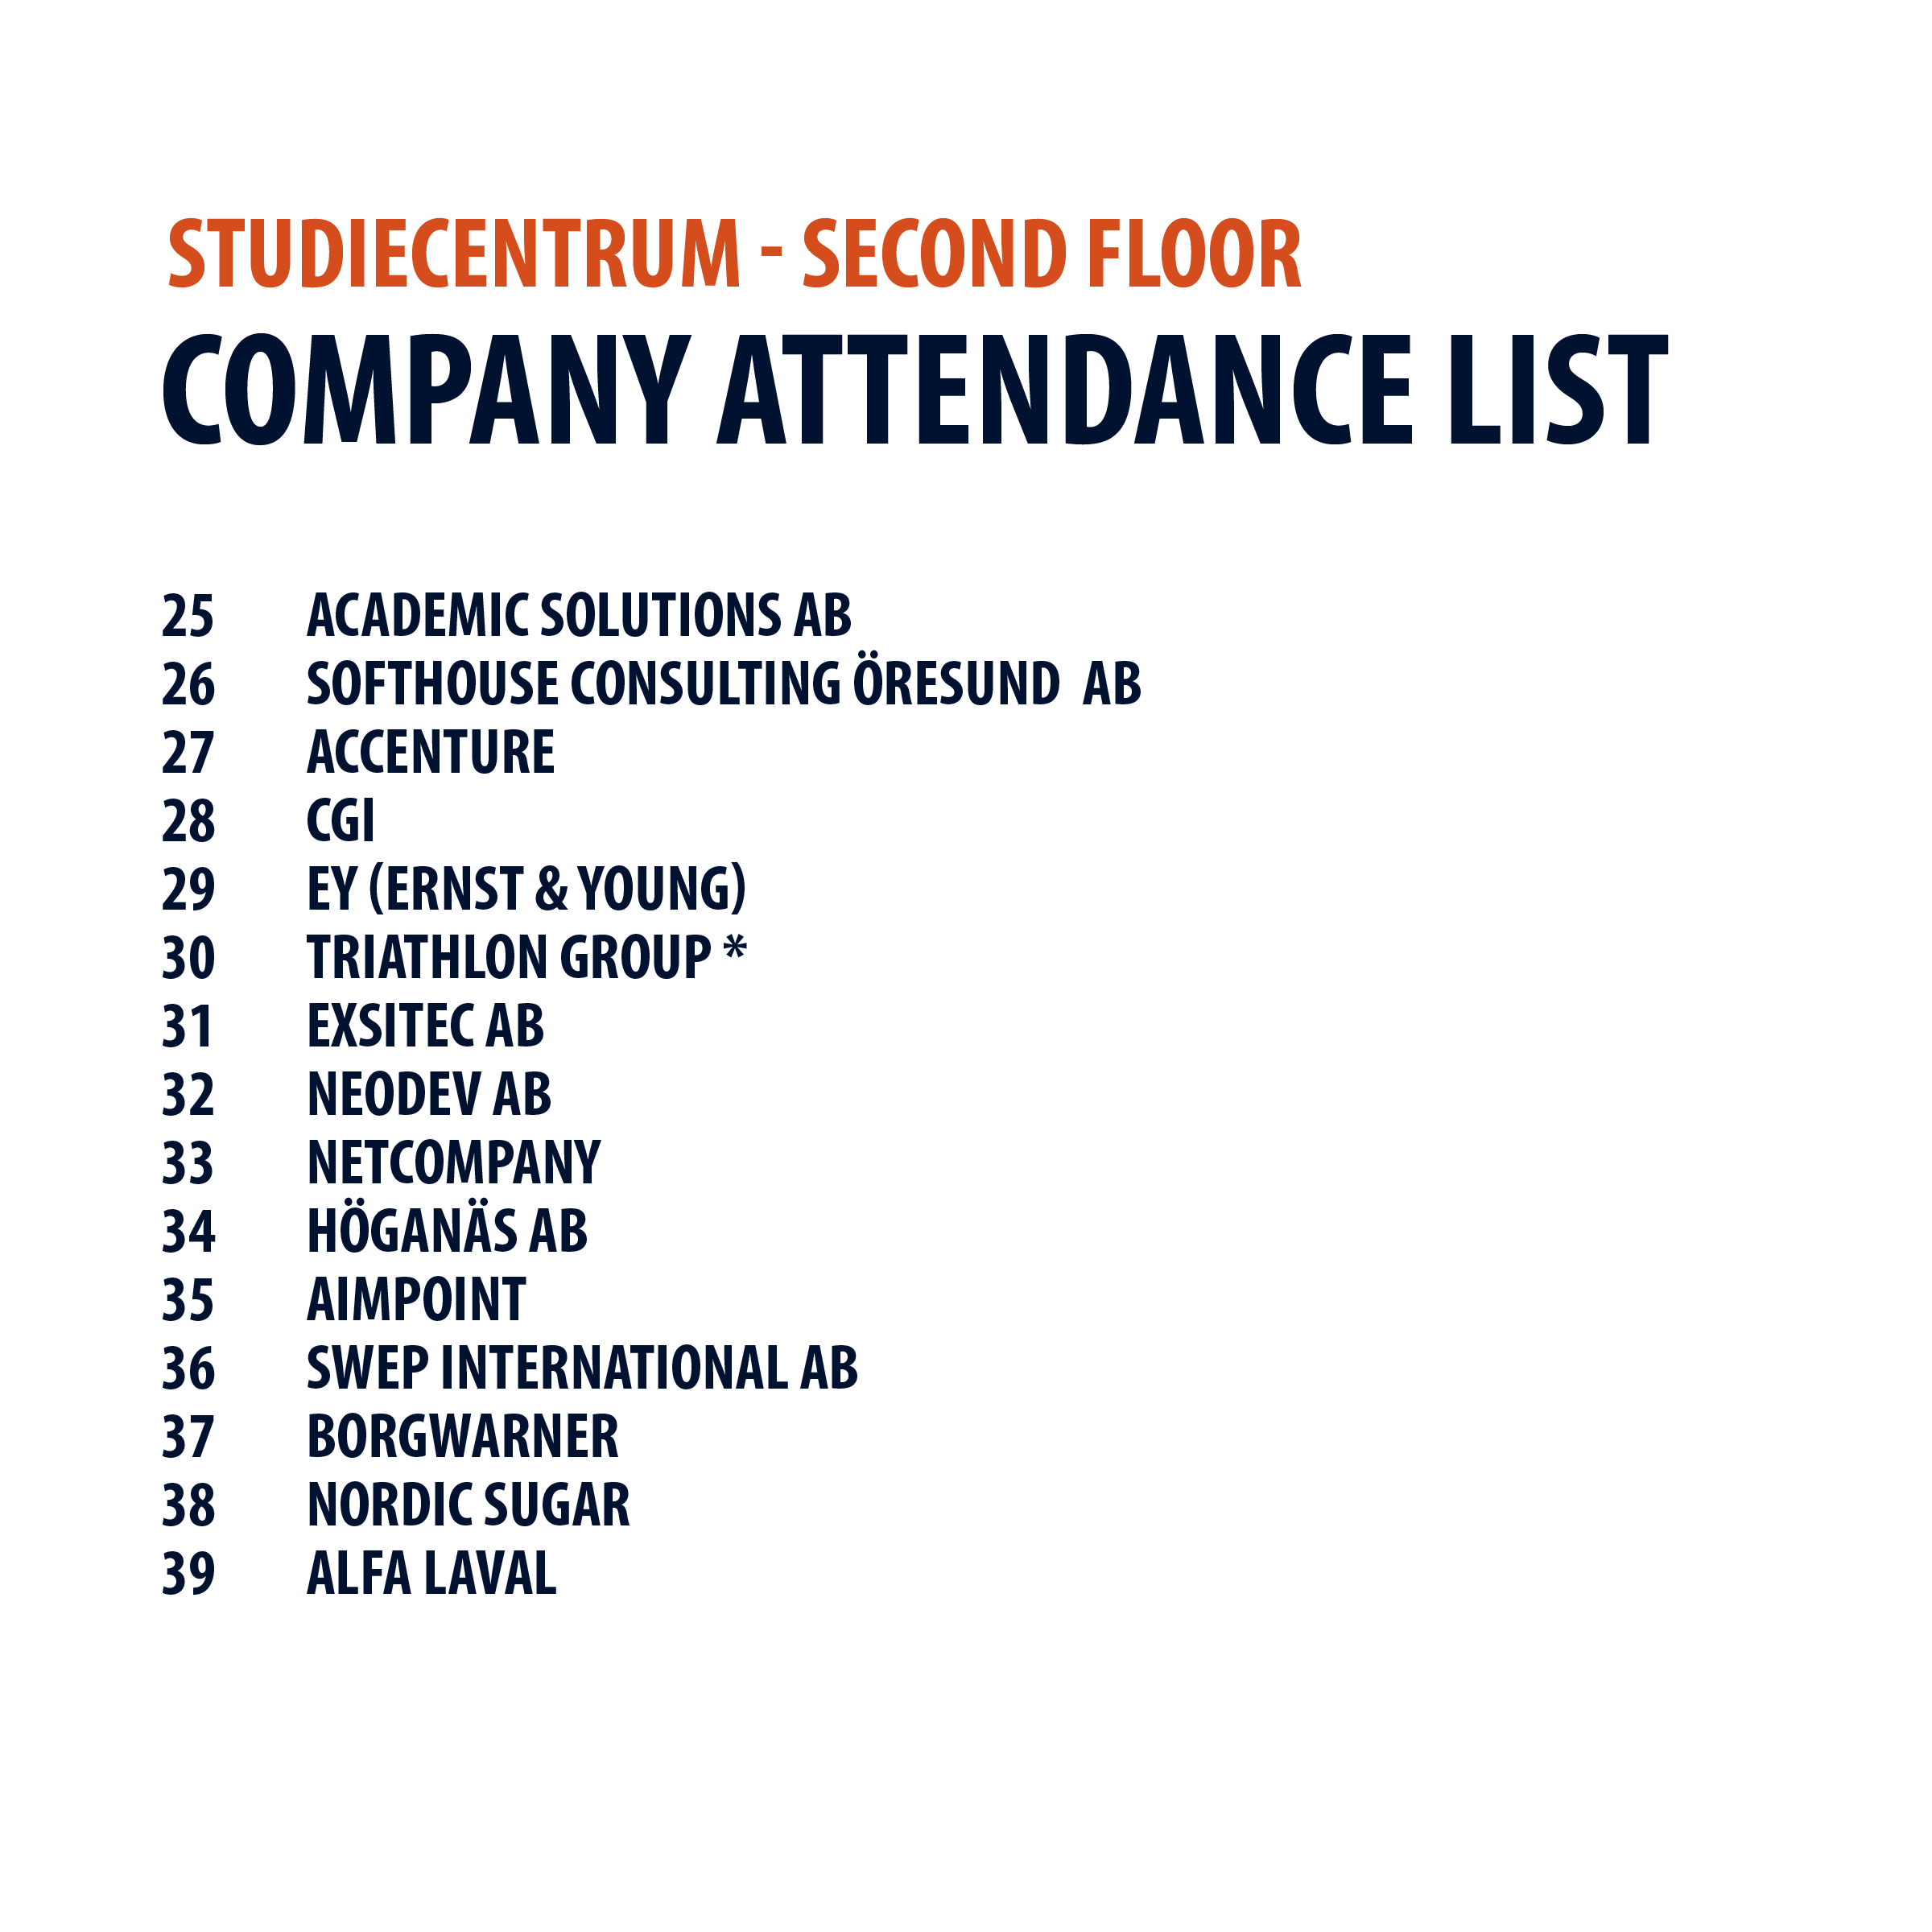 STUDIECENTRUM - SECOND FLOOR
COMPANY ATTENDANCE LIST
25 ACADEMIC SOLUTIONS AB
26 SOFTHOUSE CONSULTING ÖRESUND AB
27 ACCENTURE
28 CGI
29 EY (ERNST & YOUNG)
30 TRIATHLON GROUP *
31 EXSITEC AB
32 NEODEV AB
33 NETCOMPANY
34 HÖGANÄS AB
35 AIMPOINT
36 SWEP INTERNATIONAL AB
37 BORGWARNER
38 NORDIC SUGAR
39 ALFA LAVAL